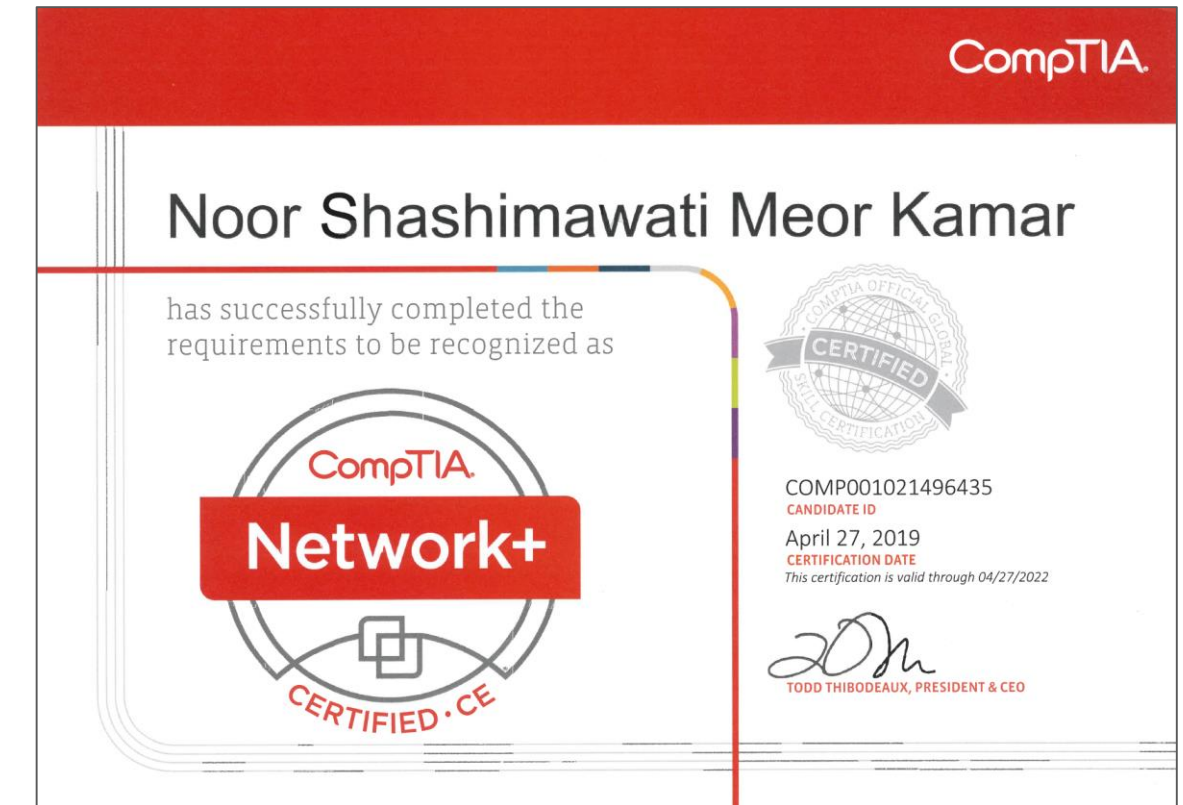 CompTIA.
Noor Shashimawati Meor Kamar
has successfully completed the
requirements to be recognized as
CompTIA.
Network+
CERTIFIED · CE
· COMPTIA OFFICIAL GLOBAL ·
CERTIFIED
SKILL CERTIFICATION
COMP001021496435
CANDIDATE ID
April 27, 2019
CERTIFICATION DATE
This certification is valid through 04/27/2022
TODD THIBODEAUX, PRESIDENT & CEO